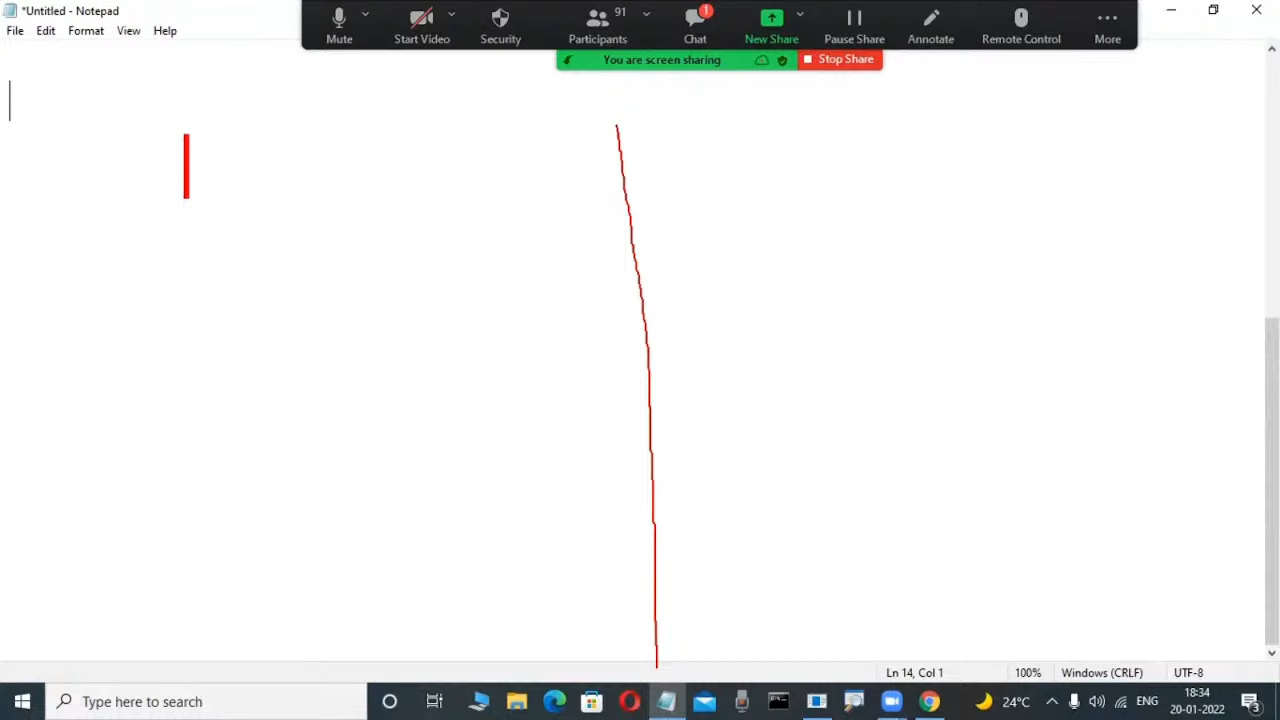 *Untitled - Notepad
File Edit Format View Help
91
1
Mute Start Video Security Participants Chat New Share Pause Share Annotate Remote Control More
You are screen sharing Stop Share
Ln 14, Col 1 100% Windows (CRLF) UTF-8
Type here to search 24°C ENG 18:34
20-01-2022 3